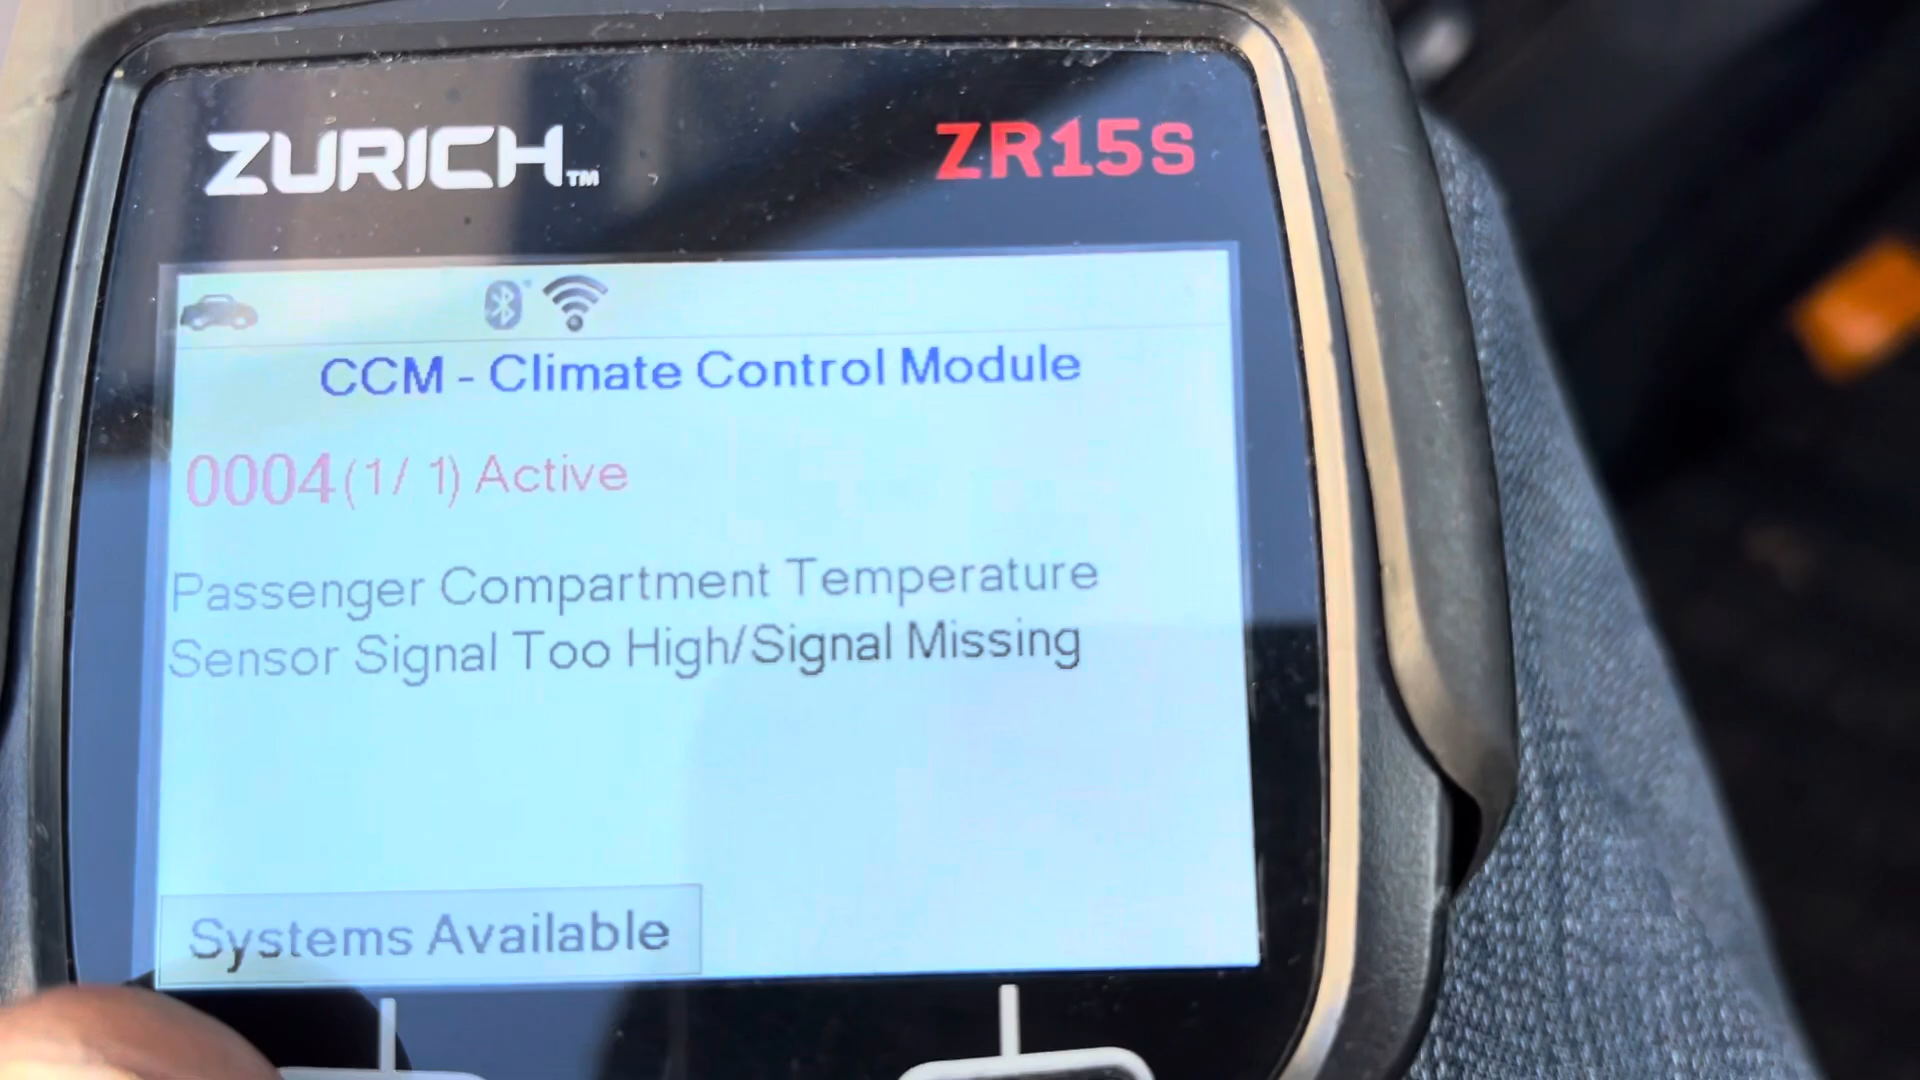 ZURICH™ ZR15S
CCM - Climate Control Module
0004(1/ 1) Active
Passenger Compartment Temperature
Sensor Signal Too High/Signal Missing
Systems Available